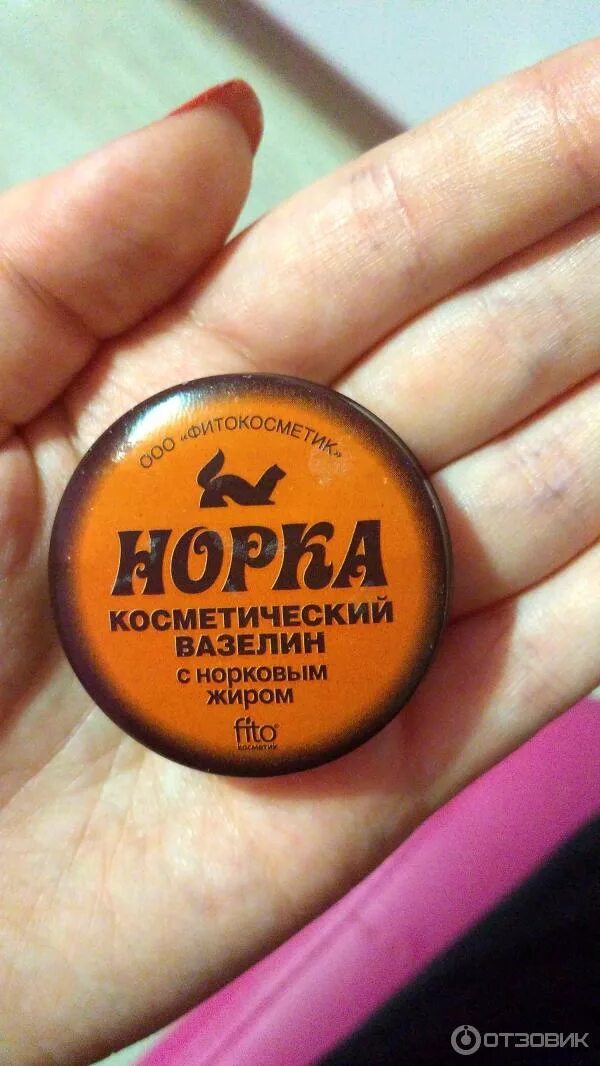 ООО «ФИТОКОСМЕТИК»
НОРКА
КОСМЕТИЧЕСКИЙ
ВАЗЕЛИН
С НОРКОВЫМ
ЖИРОМ
fito®
косметик
ОТЗОВИК